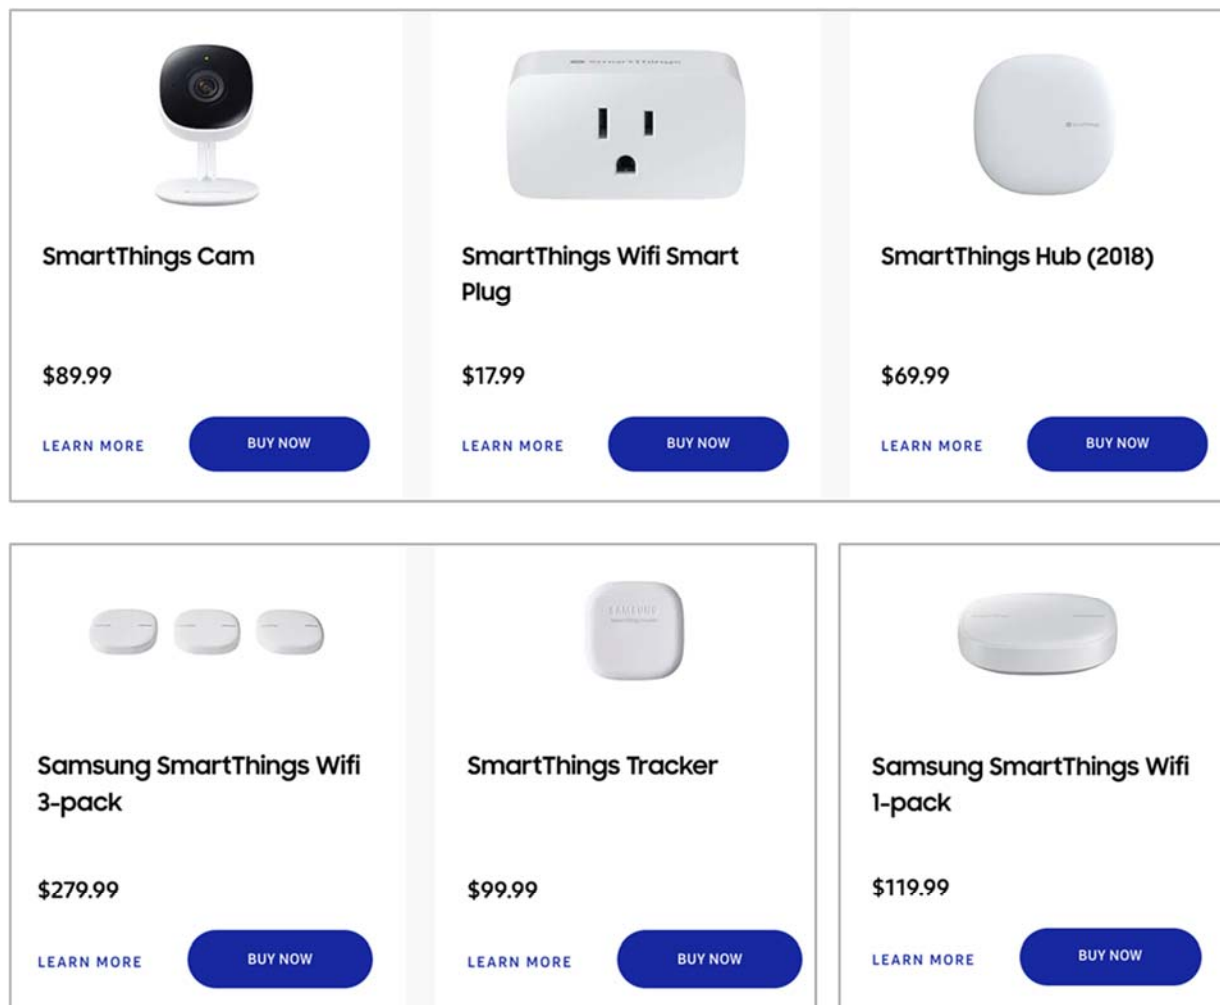 SmartThings
SmartThings Cam
SmartThings Wifi Smart
Plug
SmartThings Hub (2018)
$89.99
$17.99
$69.99
LEARN MORE
BUY NOW
LEARN MORE
BUY NOW
LEARN MORE
BUY NOW
SAMSUNG
Samsung SmartThings Wifi
3-pack
SmartThings Tracker
Samsung SmartThings Wifi
1-pack
$279.99
$99.99
$119.99
LEARN MORE
BUY NOW
LEARN MORE
BUY NOW
LEARN MORE
BUY NOW